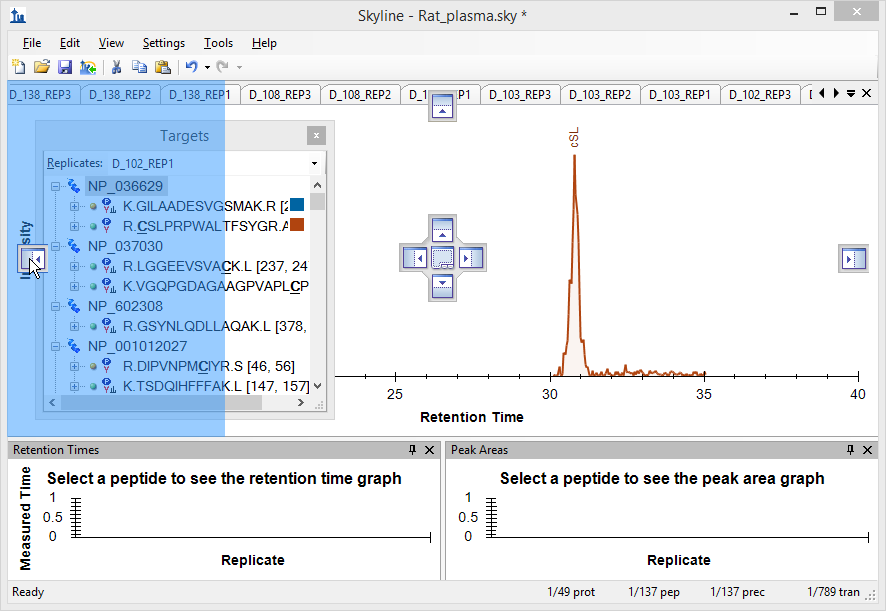 Skyline - Rat_plasma.sky *
File Edit View Settings Tools Help
D_138_REP3 D_138_REP2 D_138_REP1 D_108_REP3 D_108_REP2 D_1 P1 D_103_REP3 D_103_REP2 D_103_REP1 D_102_REP3
Targets
Replicates: D_102_REP1
NP_036629
K.GILAADESVGSMAK.R [2
R.CSLPRPWALTFSYGR.A
NP_037030
R.LGGEEVSVACK.L [237, 24
K.VGQPGDAGAAGPVAPLCP
NP_602308
R.GSYNLQDLLAQAK.L [378,
NP_001012027
R.DIPVNPMCIYR.S [46, 56]
K.TSDQIHFFFAK.L [147, 157]
sity
cSL
25 30 35 40
Retention Time
Retention Times
Select a peptide to see the retention time graph
Measured Time
1
0.5
0
Replicate
Peak Areas
Select a peptide to see the peak area graph
1
0.5
0
Replicate
Ready 1/49 prot 1/137 pep 1/137 prec 1/789 tran